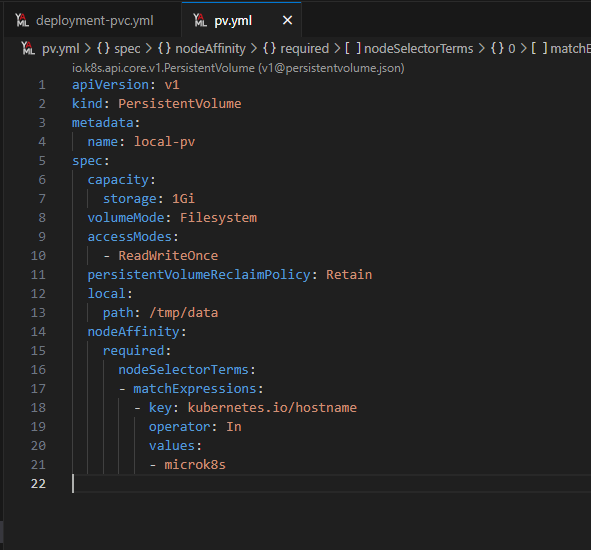 deployment-pvc.yml pv.yml
pv.yml > {} spec > {} nodeAffinity > {} required > [ ] nodeSelectorTerms > {} 0 > [ ] matchE
io.k8s.api.core.v1.PersistentVolume (v1@persistentvolume.json)
1 apiVersion: v1
2 kind: PersistentVolume
3 metadata:
4   name: local-pv
5 spec:
6   capacity:
7     storage: 1Gi
8   volumeMode: Filesystem
9   accessModes:
10     - ReadWriteOnce
11   persistentVolumeReclaimPolicy: Retain
12   local:
13     path: /tmp/data
14   nodeAffinity:
15     required:
16       nodeSelectorTerms:
17       - matchExpressions:
18         - key: kubernetes.io/hostname
19           operator: In
20           values:
21           - microk8s
22